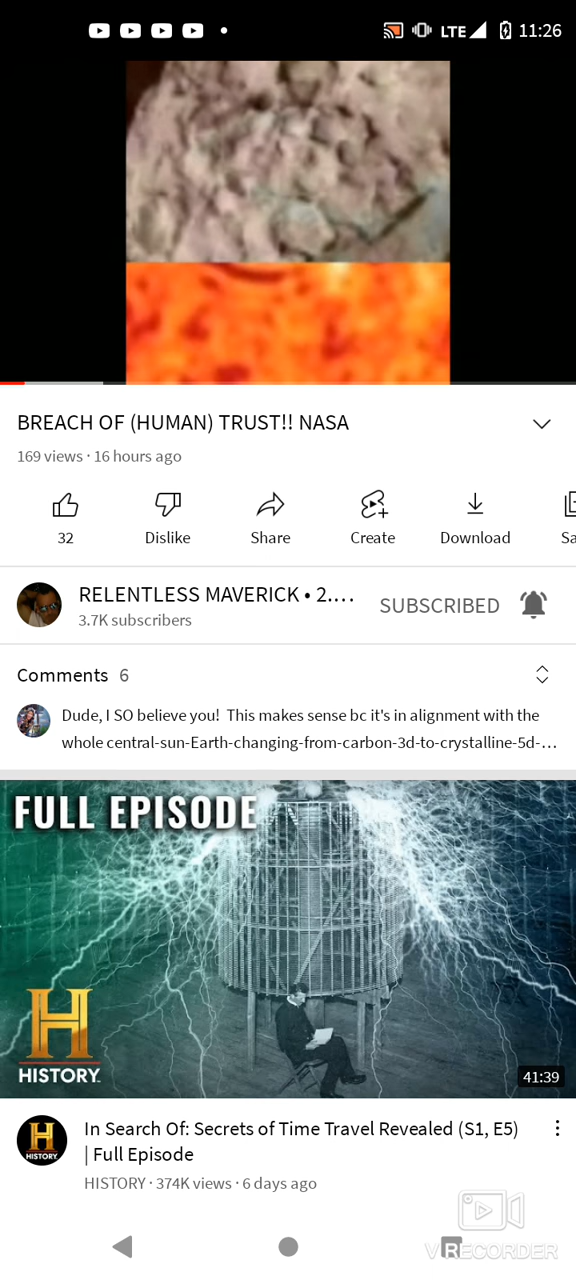 LTE 11:26
BREACH OF (HUMAN) TRUST!! NASA
169 views · 16 hours ago
32 Dislike Share Create Download Sa
RELENTLESS MAVERICK • 2.... SUBSCRIBED
3.7K subscribers
Comments 6
Dude, I SO believe you! This makes sense bc it's in alignment with the
whole central-sun-Earth-changing-from-carbon-3d-to-crystalline-5d-...
FULL EPISODE
H
HISTORY.
41:39
H
HISTORY
In Search Of: Secrets of Time Travel Revealed (S1, E5)
| Full Episode
HISTORY · 374K views · 6 days ago
V RECORDER